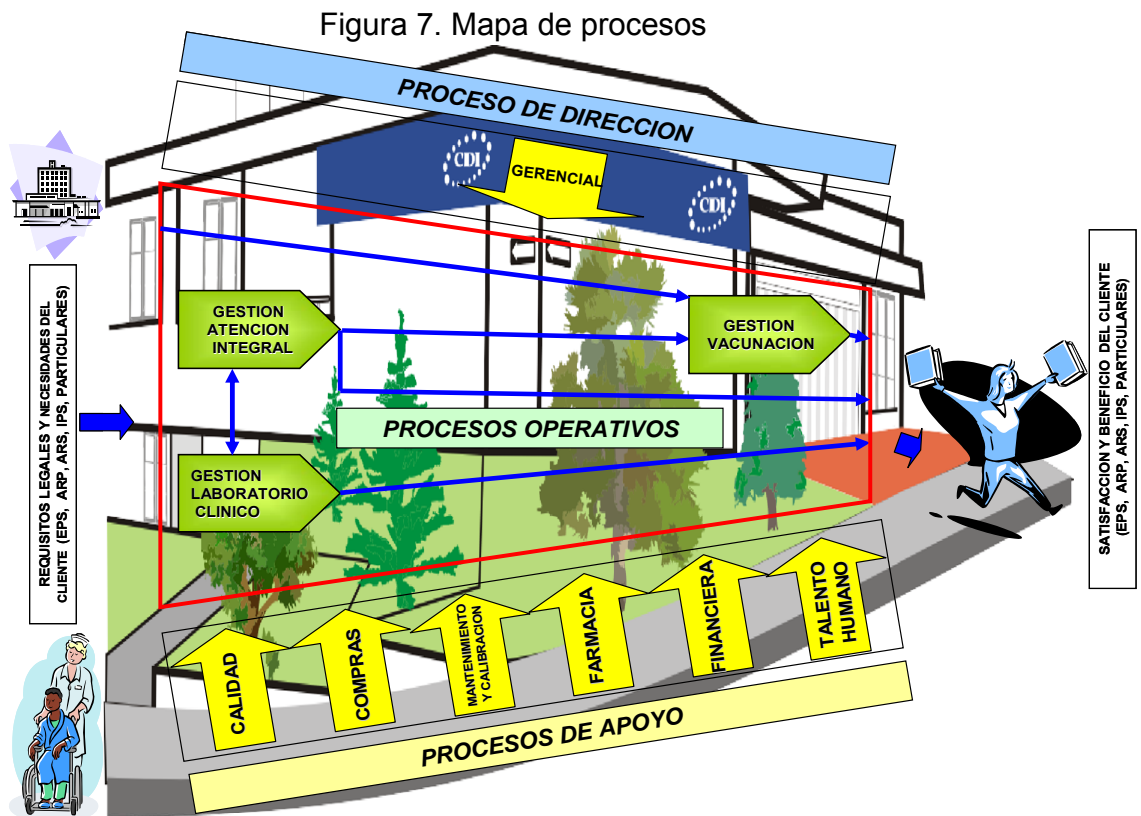 Figura 7. Mapa de procesos
PROCESO DE DIRECCION
CIDI
GERENCIAL
CIDI
REQUISITOS LEGALES Y NECESIDADES DEL
CLIENTE (EPS, ARP, ARS, IPS, PARTICULARES)
GESTION
ATENCION
INTEGRAL
GESTION
VACUNACION
PROCESOS OPERATIVOS
GESTION
LABORATORIO
CLINICO
SATISFACCION Y BENEFICIO DEL CLIENTE
(EPS, ARP, ARS, IPS, PARTICULARES)
CALIDAD
COMPRAS
MANTENIMIENTO
Y CALIBRACION
FARMACIA
FINANCIERA
TALENTO
HUMANO
PROCESOS DE APOYO